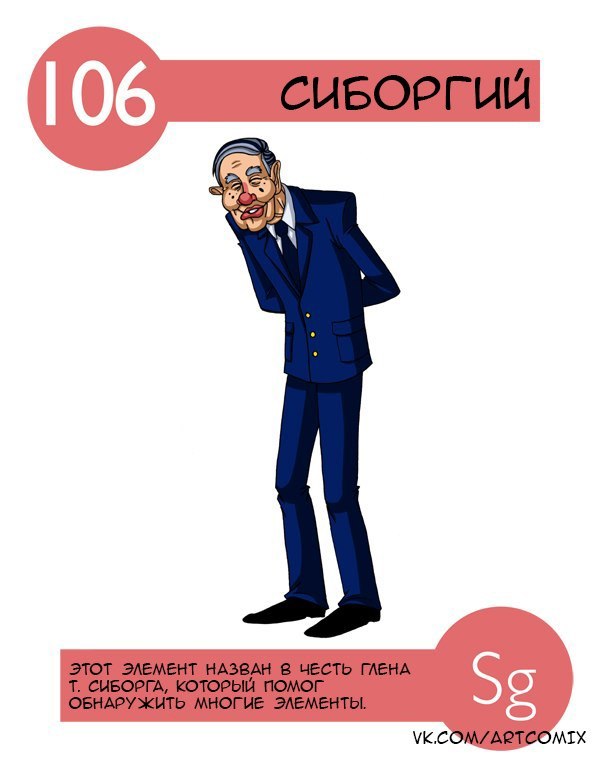 106
СИБОРГИЙ
ЭТОТ ЭЛЕМЕНТ НАЗВАН В ЧЕСТЬ ГЛЕНА
Т. СИБОРГА, КОТОРЫЙ ПОМОГ
ОБНАРУЖИТЬ МНОГИЕ ЭЛЕМЕНТЫ.
Sg
VK.COM/ARTCOMIX